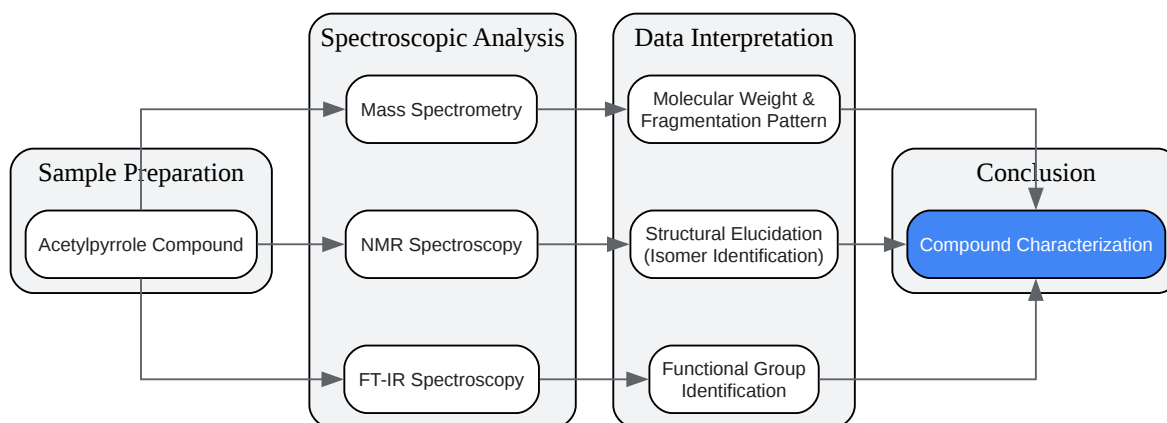 Spectroscopic Analysis
Data Interpretation
Mass Spectrometry
Molecular Weight &
Fragmentation Pattern
Sample Preparation
Conclusion
Acetylpyrrole Compound
NMR Spectroscopy
Structural Elucidation
(Isomer Identification)
Compound Characterization
FT-IR Spectroscopy
Functional Group
Identification